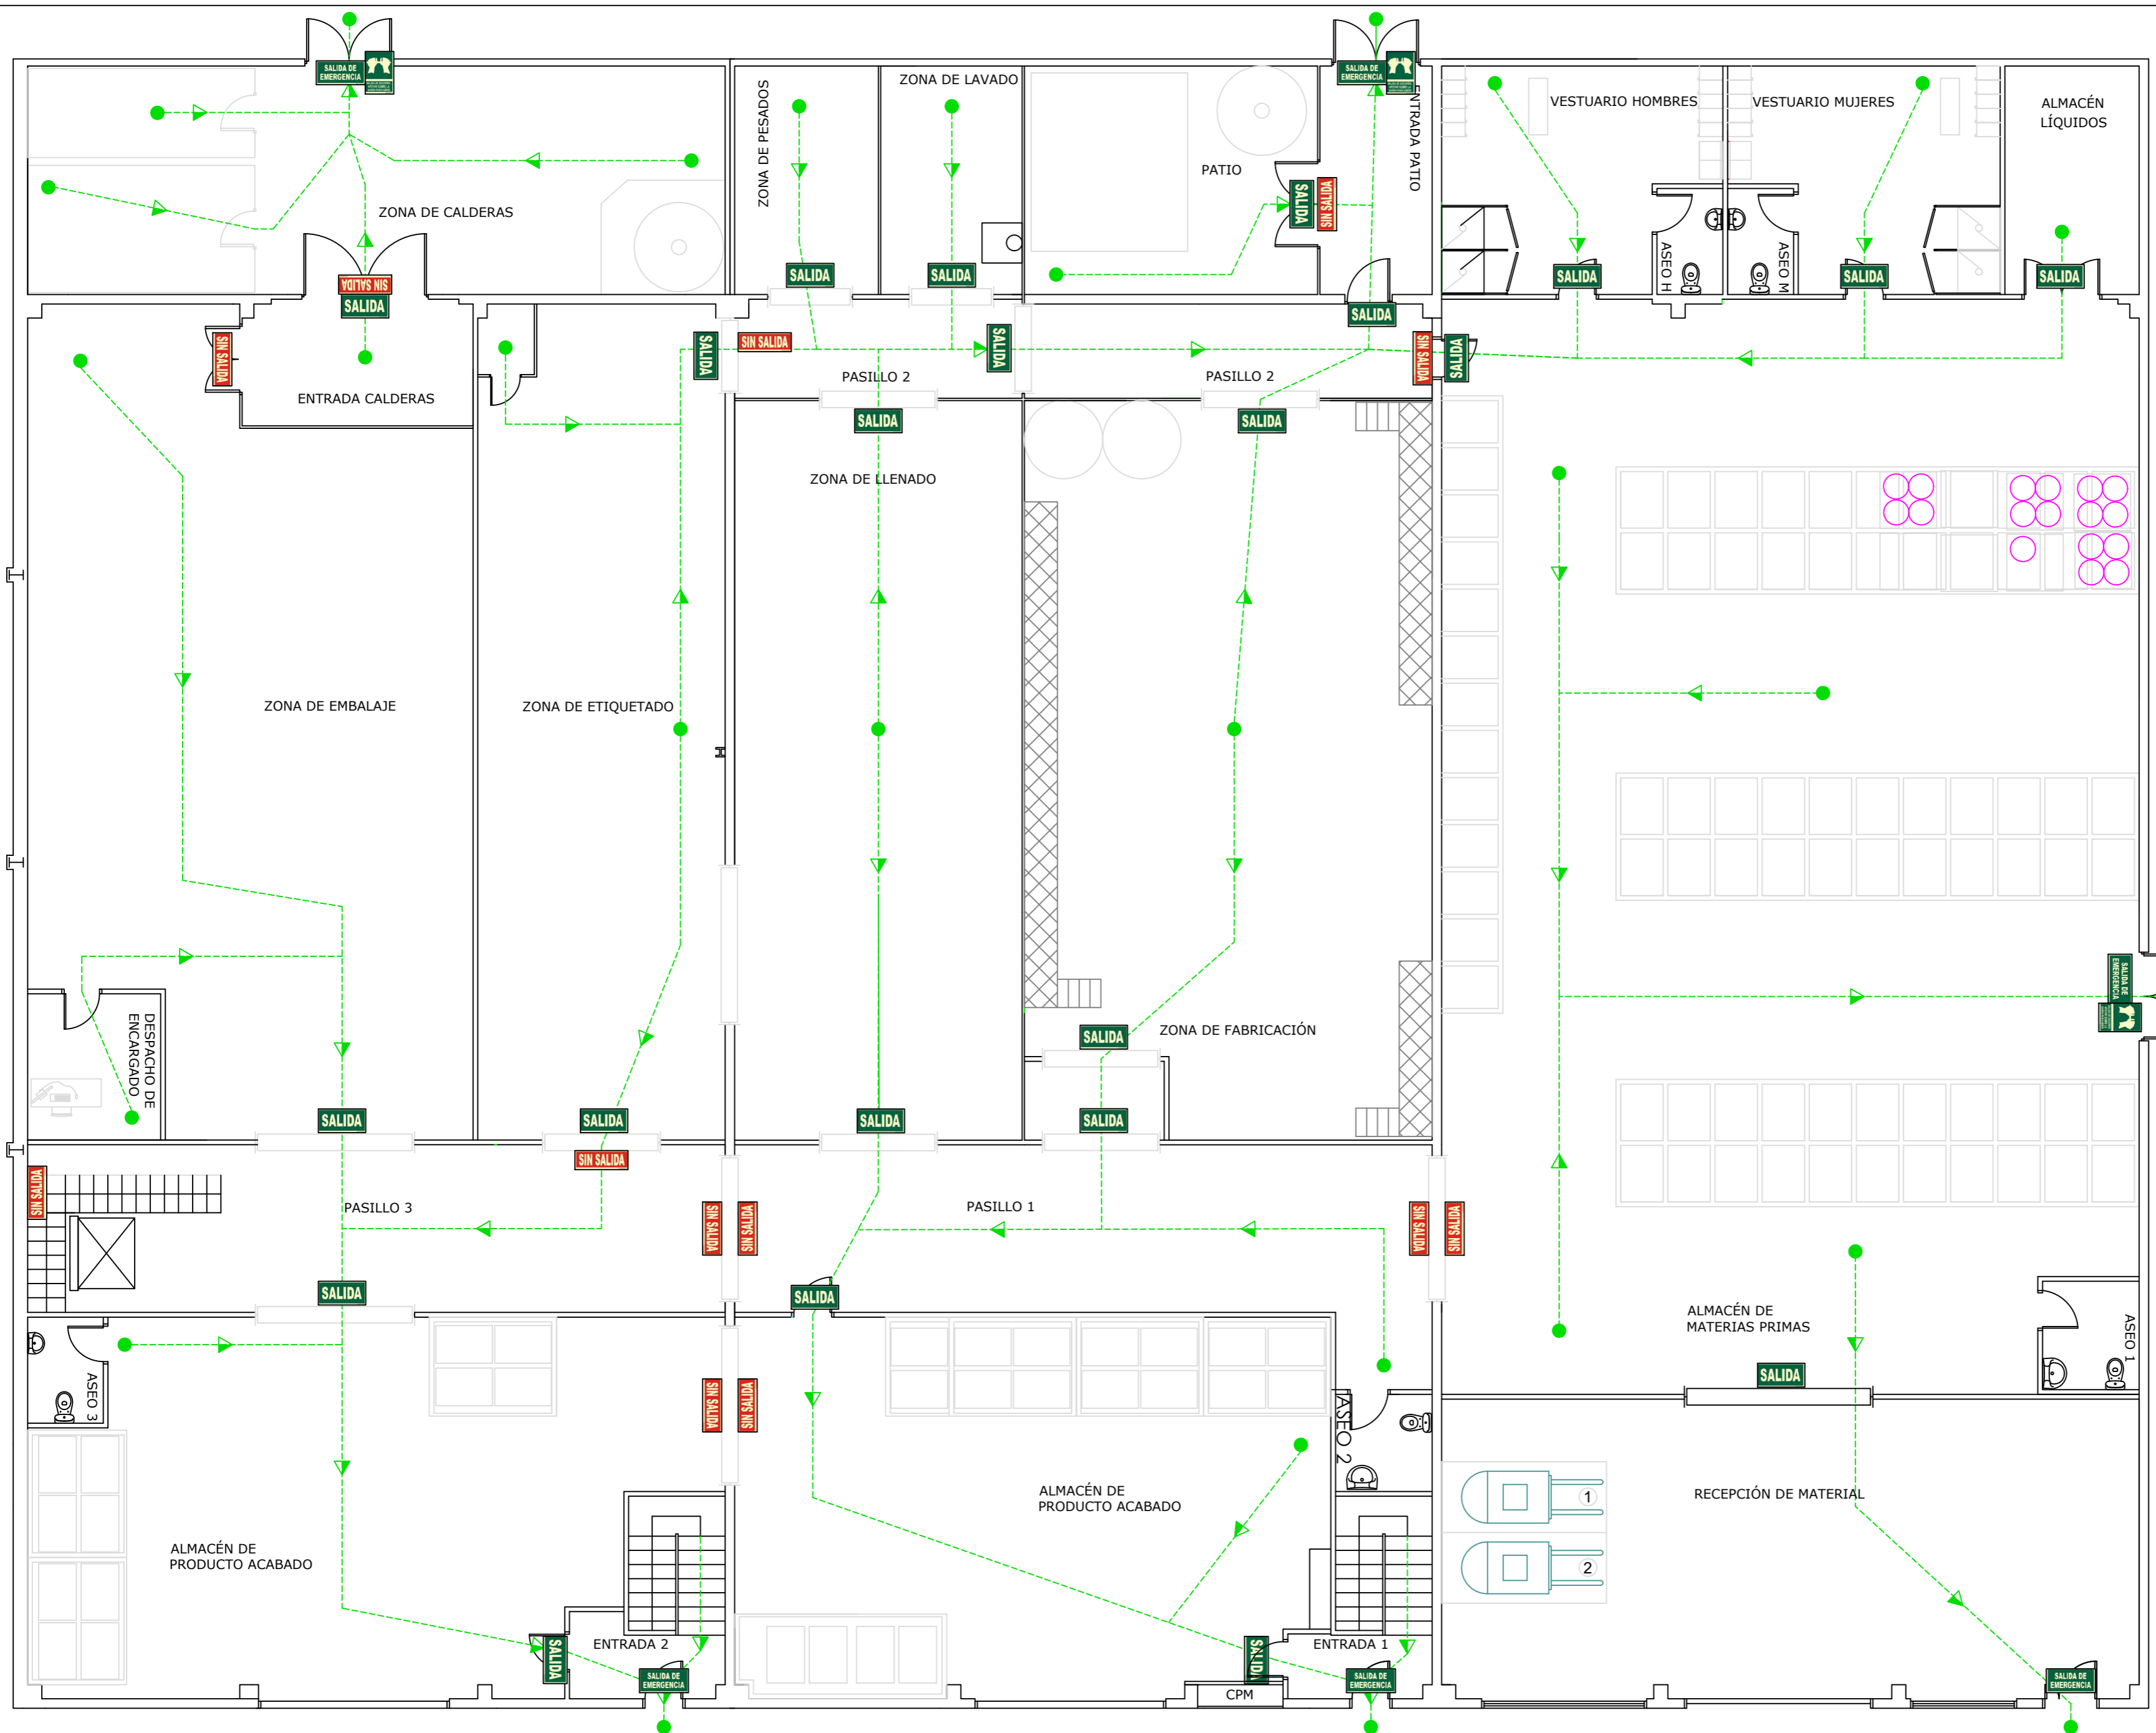 SALIDA DE
EMERGENCIA
SALIDA DE
EMERGENCIA
ZONA DE PESADOS
ZONA DE LAVADO
ENTRADA PATIO
VESTUARIO HOMBRES
VESTUARIO MUJERES
ALMACÉN
LÍQUIDOS
PATIO
SALIDA
SIN SALIDA
ZONA DE CALDERAS
ASEO H
ASEO M
SIN SALIDA
SALIDA
SALIDA
SALIDA
SALIDA
SALIDA
SALIDA
SALIDA
SIN SALIDA
SALIDA
SIN SALIDA
SALIDA
SIN SALIDA
SALIDA
PASILLO 2
PASILLO 2
ENTRADA CALDERAS
SALIDA
SALIDA
ZONA DE LLENADO
ZONA DE EMBALAJE
ZONA DE ETIQUETADO
SALIDA DE
EMERGENCIA
ZONA DE FABRICACIÓN
SALIDA
DESPACHO DE
ENCARGADO
SALIDA
SALIDA
SALIDA
SALIDA
SIN SALIDA
SIN SALIDA
PASILLO 3
SIN SALIDA
SIN SALIDA
PASILLO 1
SIN SALIDA
SIN SALIDA
SALIDA
SALIDA
ALMACÉN DE
MATERIAS PRIMAS
ASEO 1
SALIDA
ASEO 3
SIN SALIDA
SIN SALIDA
ASEO 2
ALMACÉN DE
PRODUCTO ACABADO
RECEPCIÓN DE MATERIAL
1
2
ALMACÉN DE
PRODUCTO ACABADO
SALIDA
ENTRADA 2
SALIDA
ENTRADA 1
SALIDA DE
EMERGENCIA
SALIDA DE
EMERGENCIA
SALIDA DE
EMERGENCIA
CPM